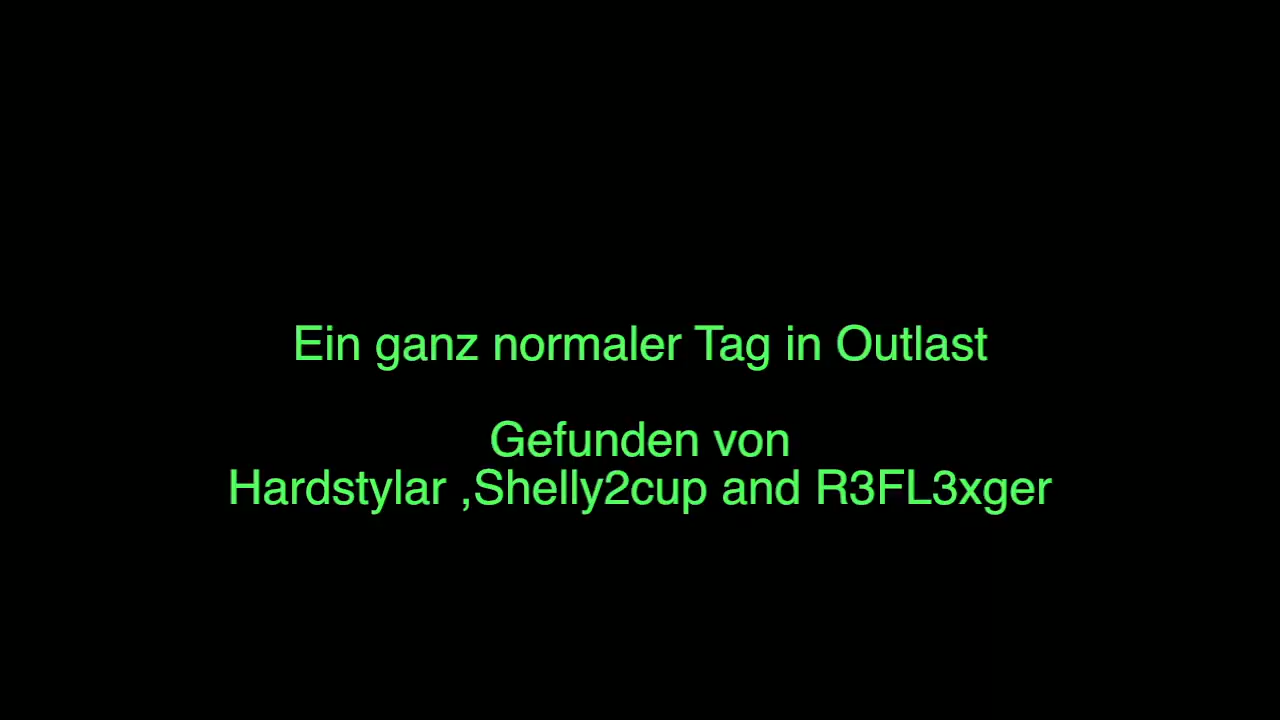 Ein ganz normaler Tag in Outlast
Gefunden von
Hardstylar ,Shelly2cup and R3FL3xger